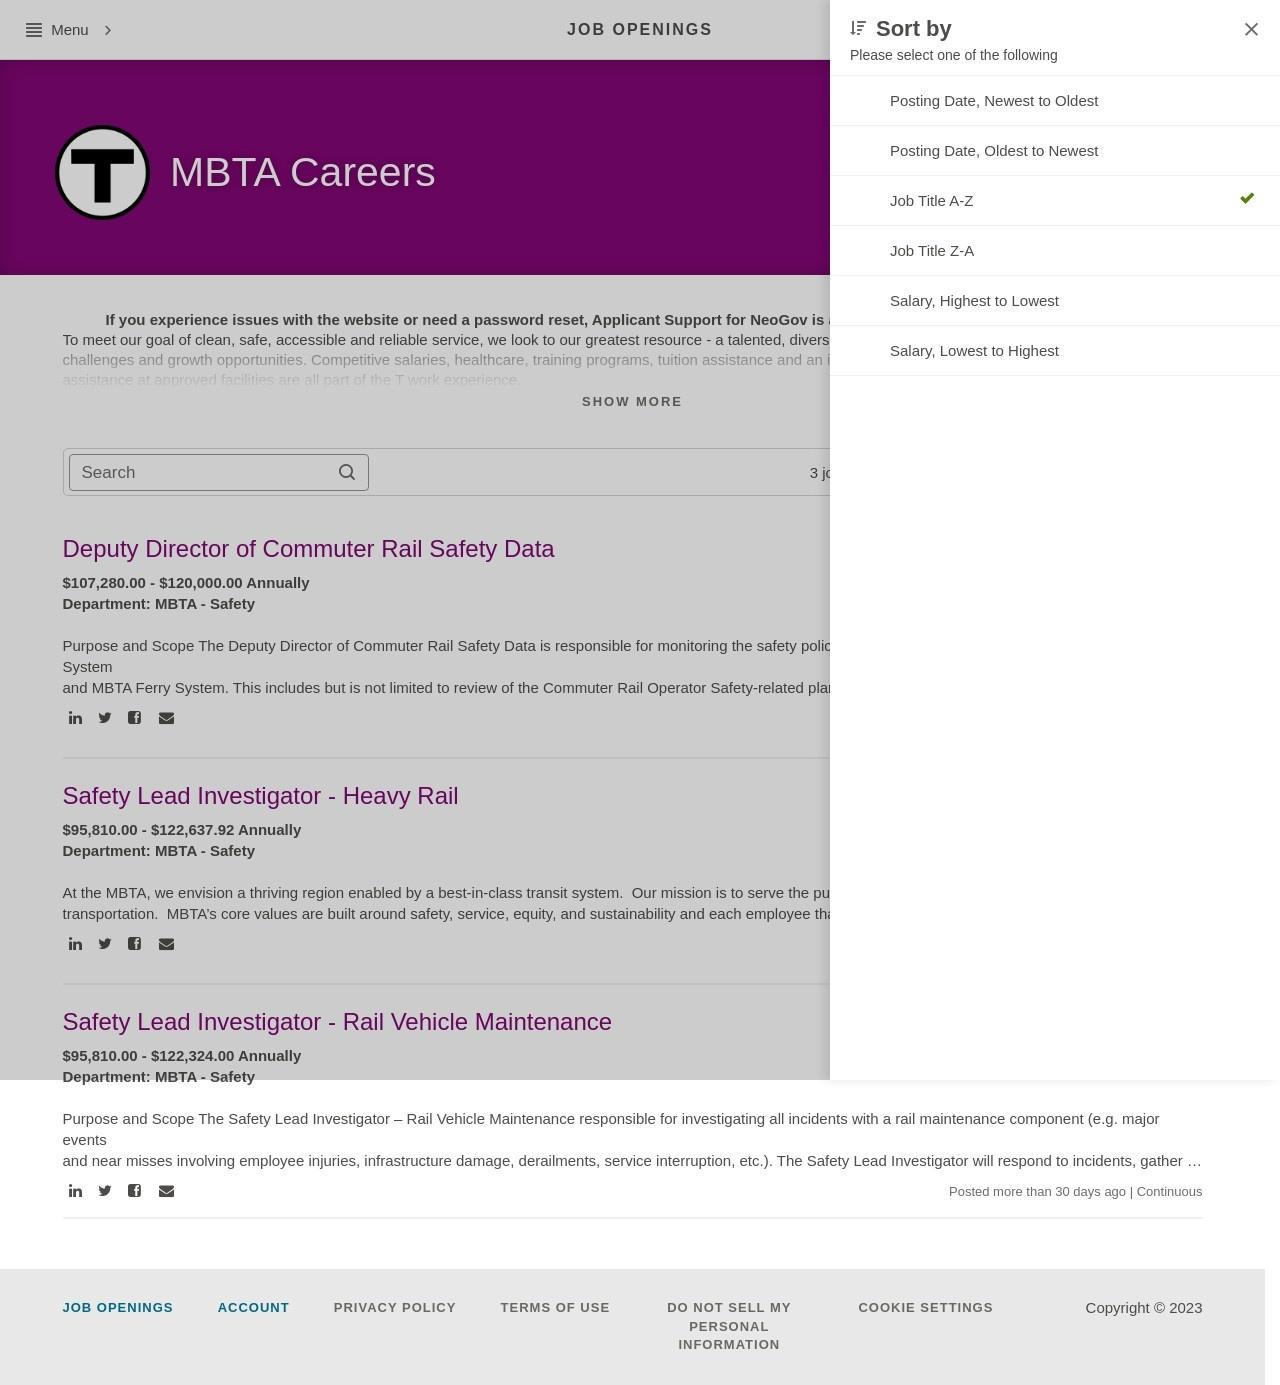 Menu
JOB OPENINGS
Sort by
Please select one of the following
Posting Date, Newest to Oldest
Posting Date, Oldest to Newest
Job Title A-Z
Job Title Z-A
Salary, Highest to Lowest
Salary, Lowest to Highest
T
MBTA Careers
If you experience issues with the website or need a password reset, Applicant Support for NeoGov is
To meet our goal of clean, safe, accessible and reliable service, we look to our greatest resource - a talented,
challenges and growth opportunities. Competitive salaries, healthcare, training programs, tuition assistance and an
assistance at approved facilities are all part of the T work experience.
SHOW MORE
Search
3
Deputy Director of Commuter Rail Safety Data
$107,280.00 - $120,000.00 Annually
Department: MBTA - Safety
Purpose and Scope The Deputy Director of Commuter Rail Safety Data is responsible for monitoring the safety
System
and MBTA Ferry System. This includes but is not limited to review of the Commuter Rail Operator Safety-related
Safety Lead Investigator - Heavy Rail
$95,810.00 - $122,637.92 Annually
Department: MBTA - Safety
At the MBTA, we envision a thriving region enabled by a best-in-class transit system.  Our mission is to serve the
transportation.  MBTA’s core values are built around safety, service, equity, and sustainability and each employee
Safety Lead Investigator - Rail Vehicle Maintenance
$95,810.00 - $122,324.00 Annually
Department: MBTA - Safety
Purpose and Scope The Safety Lead Investigator – Rail Vehicle Maintenance responsible for investigating all incidents with a rail maintenance component (e.g. major
events
and near misses involving employee injuries, infrastructure damage, derailments, service interruption, etc.). The Safety Lead Investigator will respond to incidents, gather …
Posted more than 30 days ago | Continuous
JOB OPENINGS
ACCOUNT
PRIVACY POLICY
TERMS OF USE
DO NOT SELL MY
PERSONAL
INFORMATION
COOKIE SETTINGS
Copyright © 2023